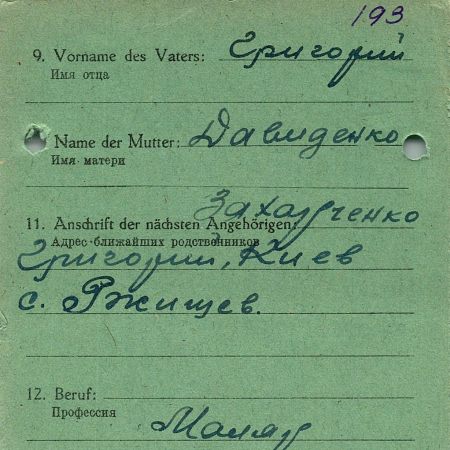 193
9. Vorname des Vaters: Григорий
Имя отца
Name der Mutter: Давиденко
Имя матери
Захарченко
11. Anschrift der nächsten Angehörigen:
Адрес ближайших родственников
Григорий, Киев
с. Ржищев.
12. Beruf:
Профессия
Маляр